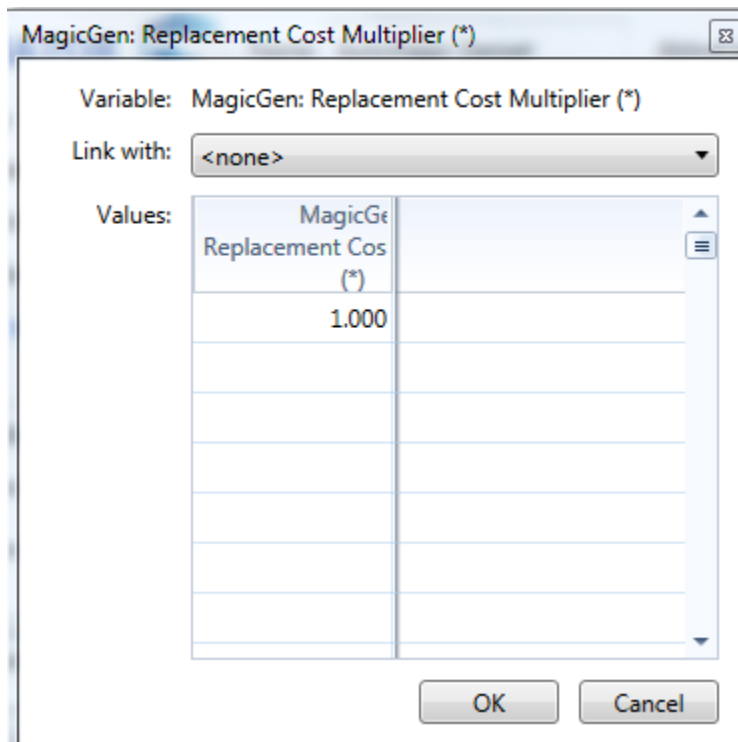 MagicGen: Replacement Cost Multiplier (*)
Variable: MagicGen: Replacement Cost Multiplier (*)
Link with: <none>
Values:
MagicGe
Replacement Cos
(*)
1.000
OK Cancel